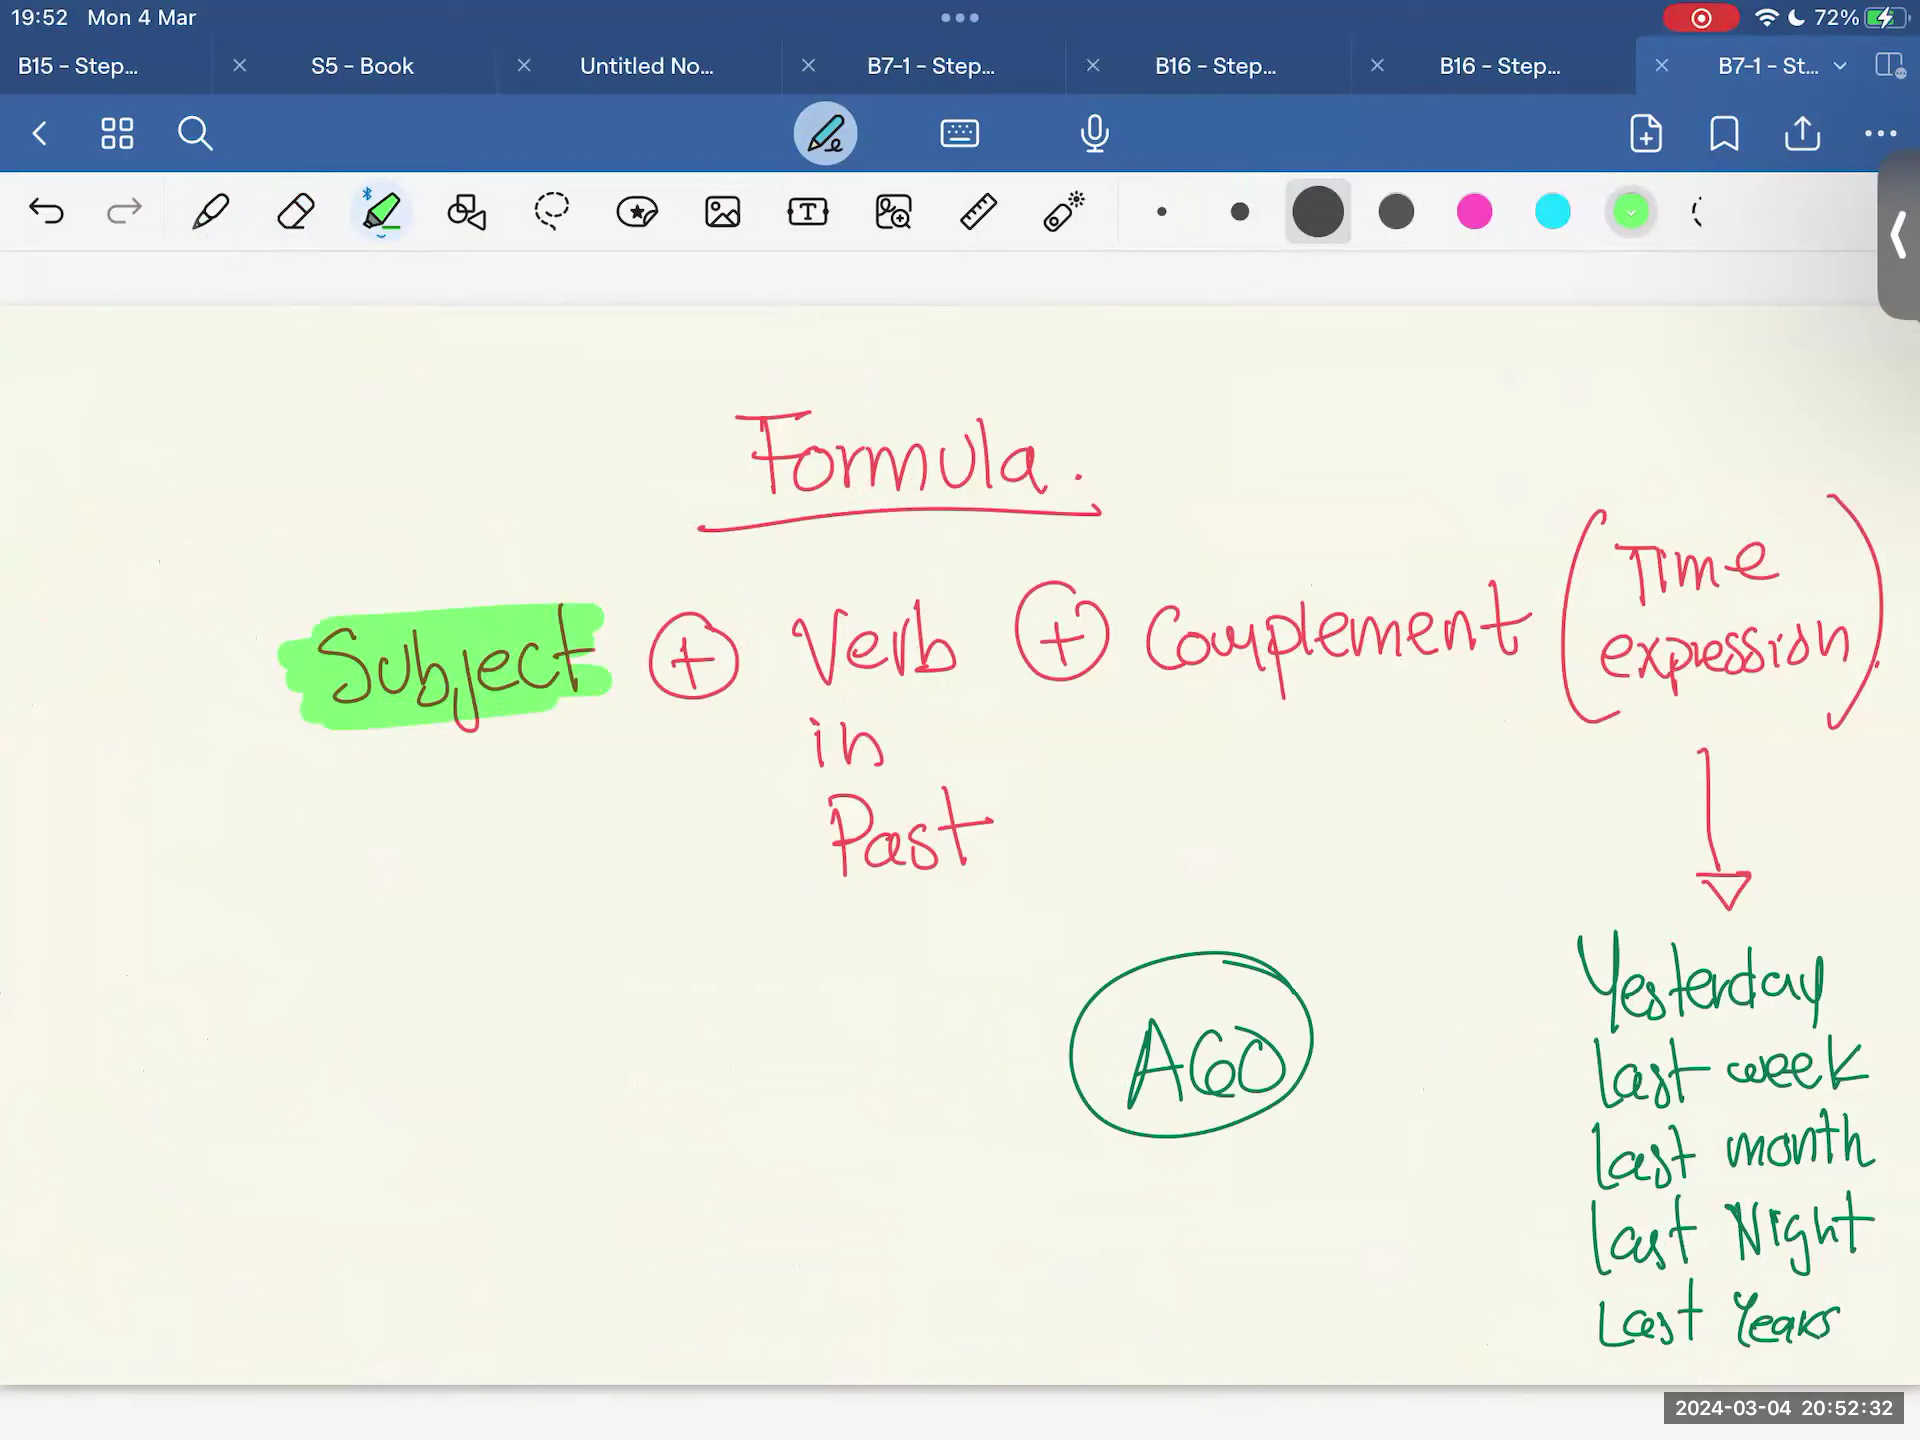 19:52 Mon 4 Mar
72%
B15 - Step...
S5 - Book
Untitled No...
B7-1 - Step...
B16 - Step...
B16 - Step...
B7-1 - St...
Formula.
Subject + Verb + Complement (Time expression.)
in
Past
AGO
Yesterday
Last week
Last month
Last Night
Last Years
2024-03-04 20:52:32